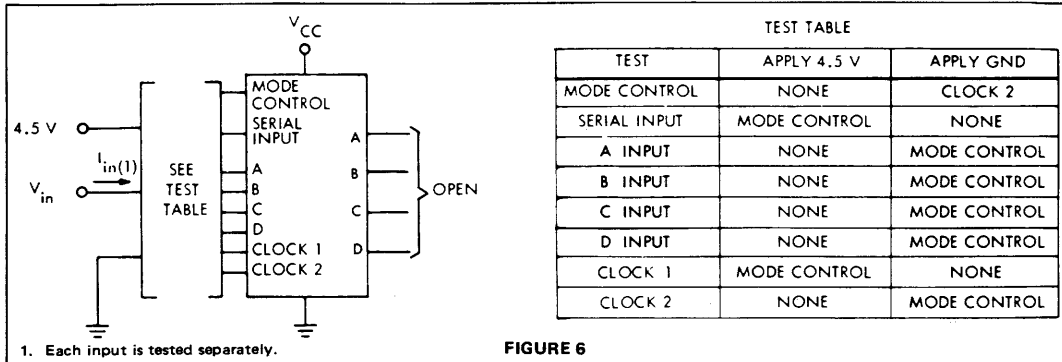 V_CC
MODE
CONTROL
SERIAL
INPUT
A
B
C
D
CLOCK 1
CLOCK 2
4.5 V
I_in(1)
V_in
SEE
TEST
TABLE
A
B
C
D
OPEN
1. Each input is tested separately.
TEST TABLE
TEST APPLY 4.5 V APPLY GND
MODE CONTROL NONE CLOCK 2
SERIAL INPUT MODE CONTROL NONE
A INPUT NONE MODE CONTROL
B INPUT NONE MODE CONTROL
C INPUT NONE MODE CONTROL
D INPUT NONE MODE CONTROL
CLOCK 1 MODE CONTROL NONE
CLOCK 2 NONE MODE CONTROL
FIGURE 6